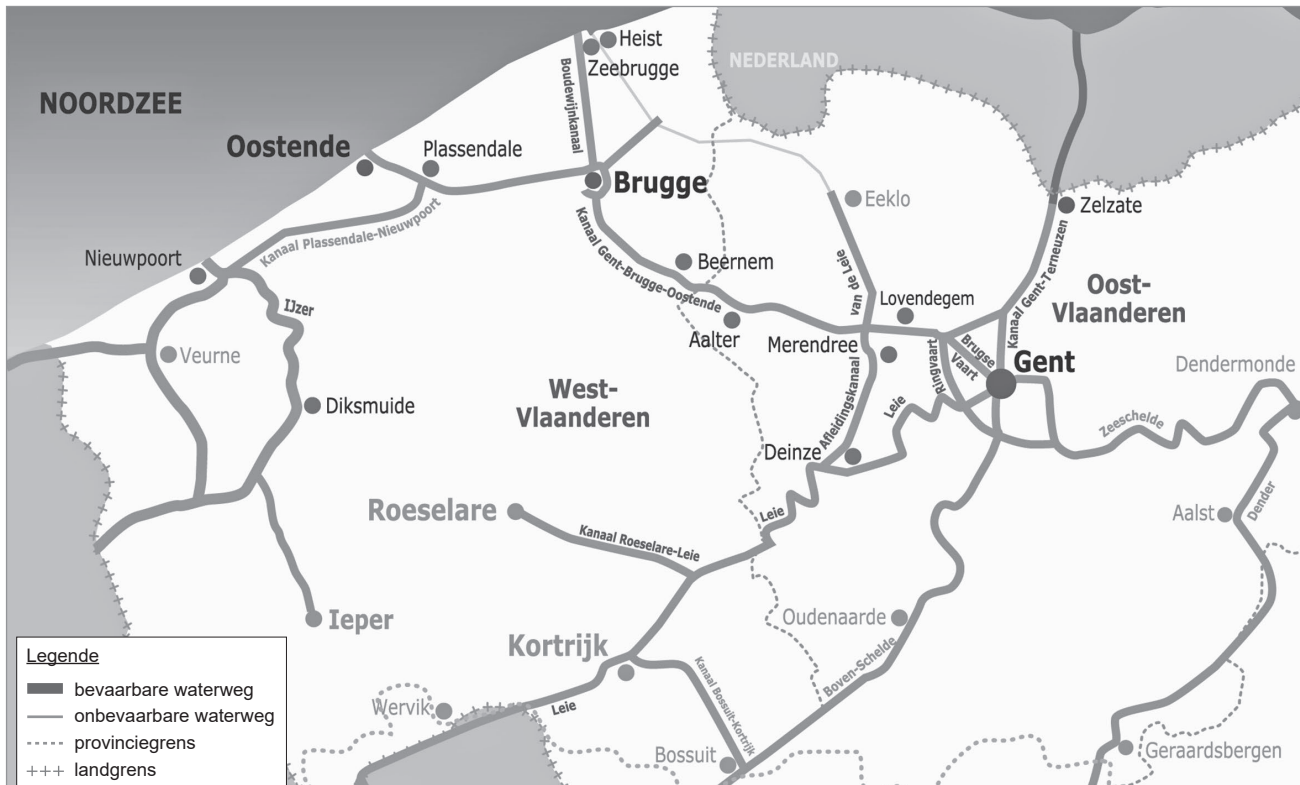 Heist
Zeebrugge
NEDERLAND
Boudewijnkanaal
NOORDZEE
Oostende
Plassendale
Brugge
Eeklo
Zelzate
Kanaal Plassendale-Nieuwpoort
Nieuwpoort
IJzer
Kanaal Gent-Brugge-Oostende
Beernem
van de Leie
Kanaal Gent-Terneuzen
Oost-
Vlaanderen
Lovendegem
Aalter
Merendree
Ringvaart
Brugse
Vaart
Gent
Veurne
Dendermonde
West-
Vlaanderen
Diksmuide
Afleidingskanaal
Leie
Zeeschelde
Deinze
Roeselare
Leie
Kanaal Roeselare-Leie
Aalst
Dender
Ieper
Kortrijk
Oudenaarde
Boven-Schelde
Kanaal Bossuit-Kortrijk
Wervik
Leie
Bossuit
Geraardsbergen
Legende
bevaarbare waterweg
onbevaarbare waterweg
provinciegrens
+++ landgrens